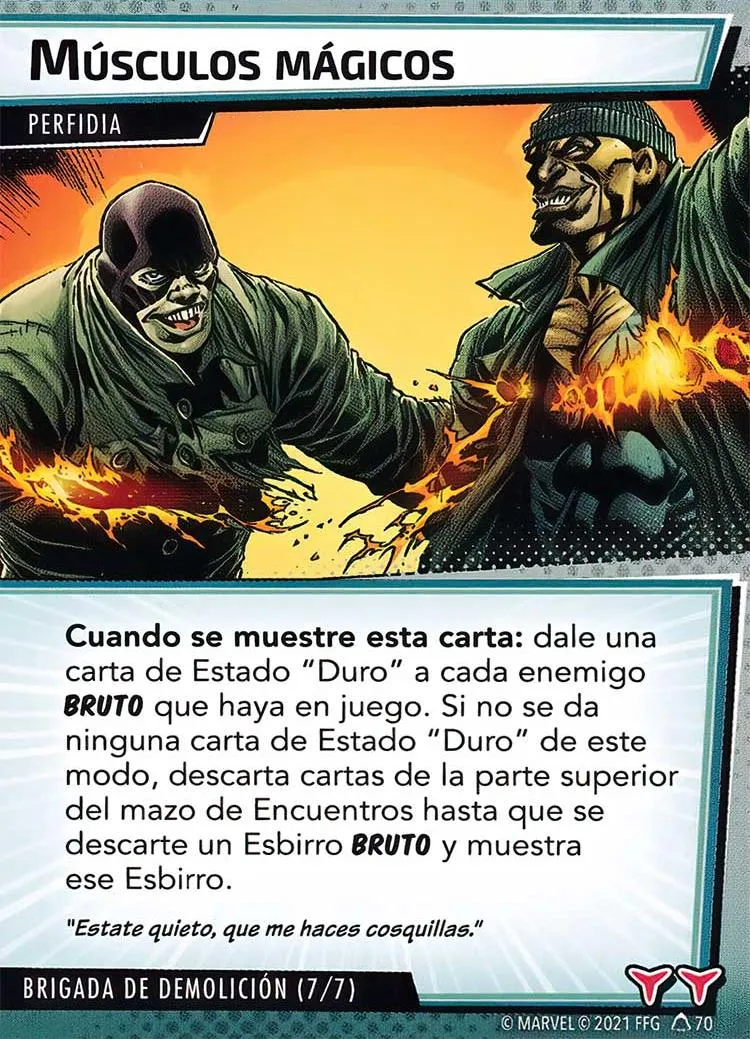 MÚSCULOS MÁGICOS
PERFIDIA
Cuando se muestre esta carta: dale una
carta de Estado "Duro" a cada enemigo
BRUTO que haya en juego. Si no se da
ninguna carta de Estado "Duro" de este
modo, descarta cartas de la parte superior
del mazo de Encuentros hasta que se
descarte un Esbirro BRUTO y muestra
ese Esbirro.
"Estate quieto, que me haces cosquillas."
BRIGADA DE DEMOLICIÓN (7/7)
© MARVEL © 2021 FFG 70